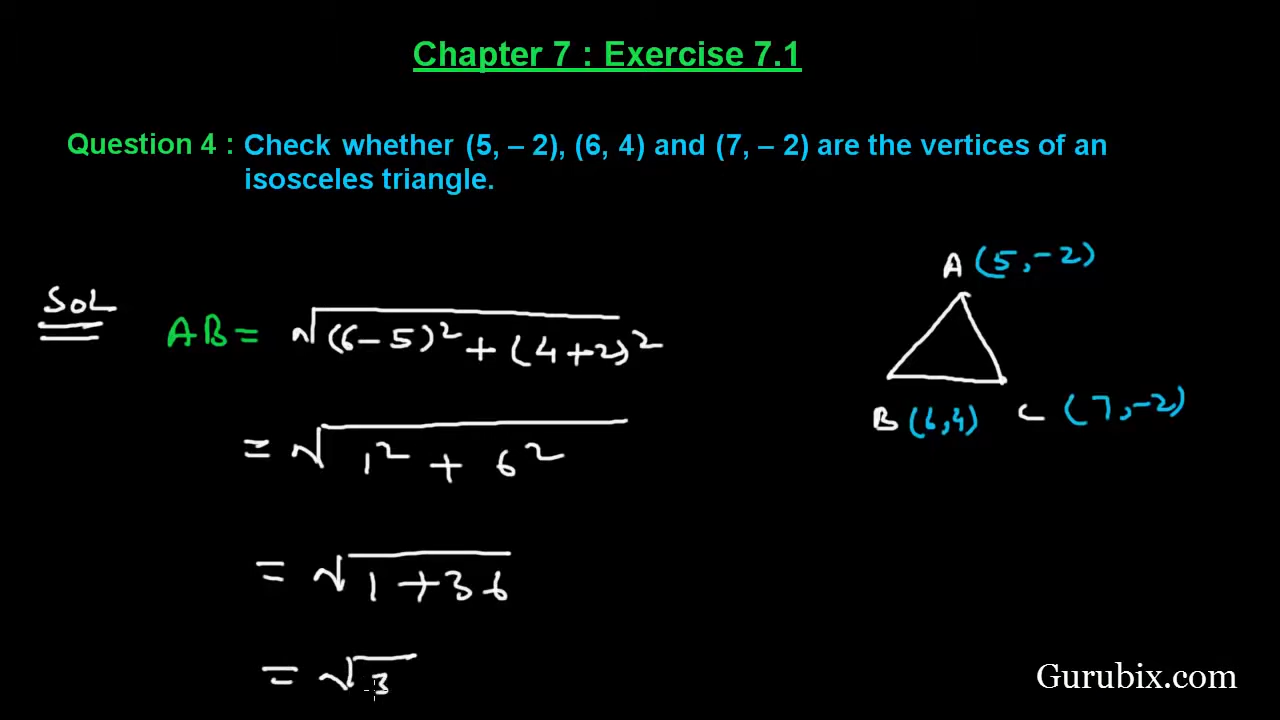 Chapter 7 : Exercise 7.1
Question 4 : Check whether (5, – 2), (6, 4) and (7, – 2) are the vertices of an
isosceles triangle.
SOL
AB = √(6-5)² + (4+2)²
= √1² + 6²
= √1+36
= √3
A (5,-2)
B (6,4) C (7,-2)
Gurubix.com